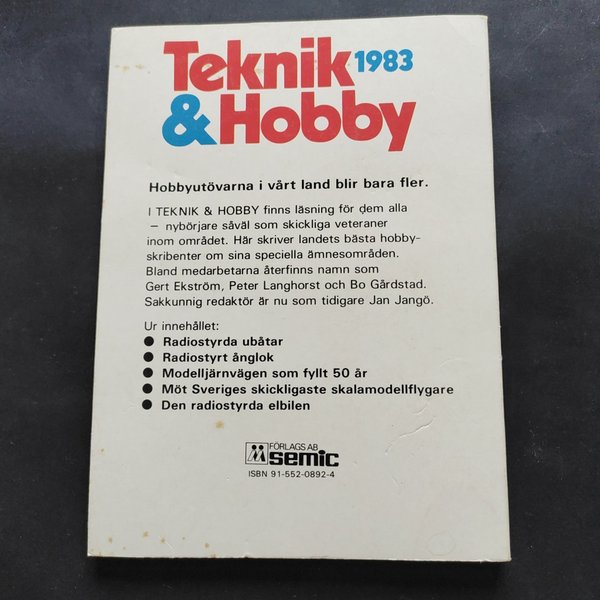 Teknik 1983
& Hobby
Hobbyutövarna i vårt land blir bara fler.
I TEKNIK & HOBBY finns läsning för dem alla
— nybörjare såväl som skickliga veteraner
inom området. Här skriver landets bästa hobby-
skribenter om sina speciella ämnesområden.
Bland medarbetarna återfinns namn som
Gert Ekström, Peter Langhorst och Bo Gårdstad.
Sakkunnig redaktör är nu som tidigare Jan Jangö.
Ur innehållet:
● Radiostyrda ubåtar
● Radiostyrt ånglok
● Modelljärnvägen som fyllt 50 år
● Möt Sveriges skickligaste skalamodellflygare
● Den radiostyrda elbilen
FÖRLAGS AB
semic
ISBN 91-552-0892-4